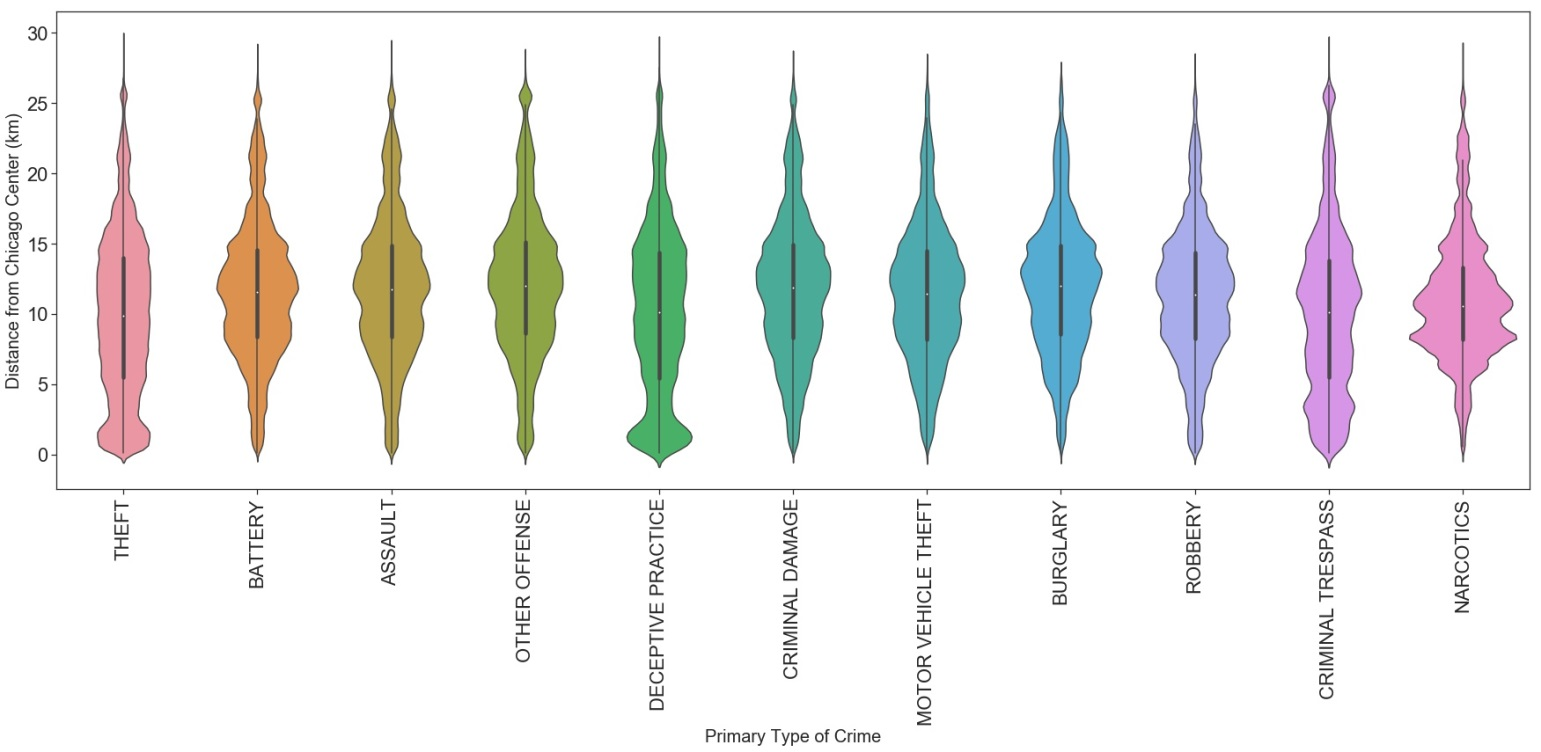 30
25
20
15
10
5
0
Distance from Chicago Center (km)
THEFT
BATTERY
ASSAULT
OTHER OFFENSE
DECEPTIVE PRACTICE
CRIMINAL DAMAGE
MOTOR VEHICLE THEFT
BURGLARY
ROBBERY
CRIMINAL TRESPASS
NARCOTICS
Primary Type of Crime